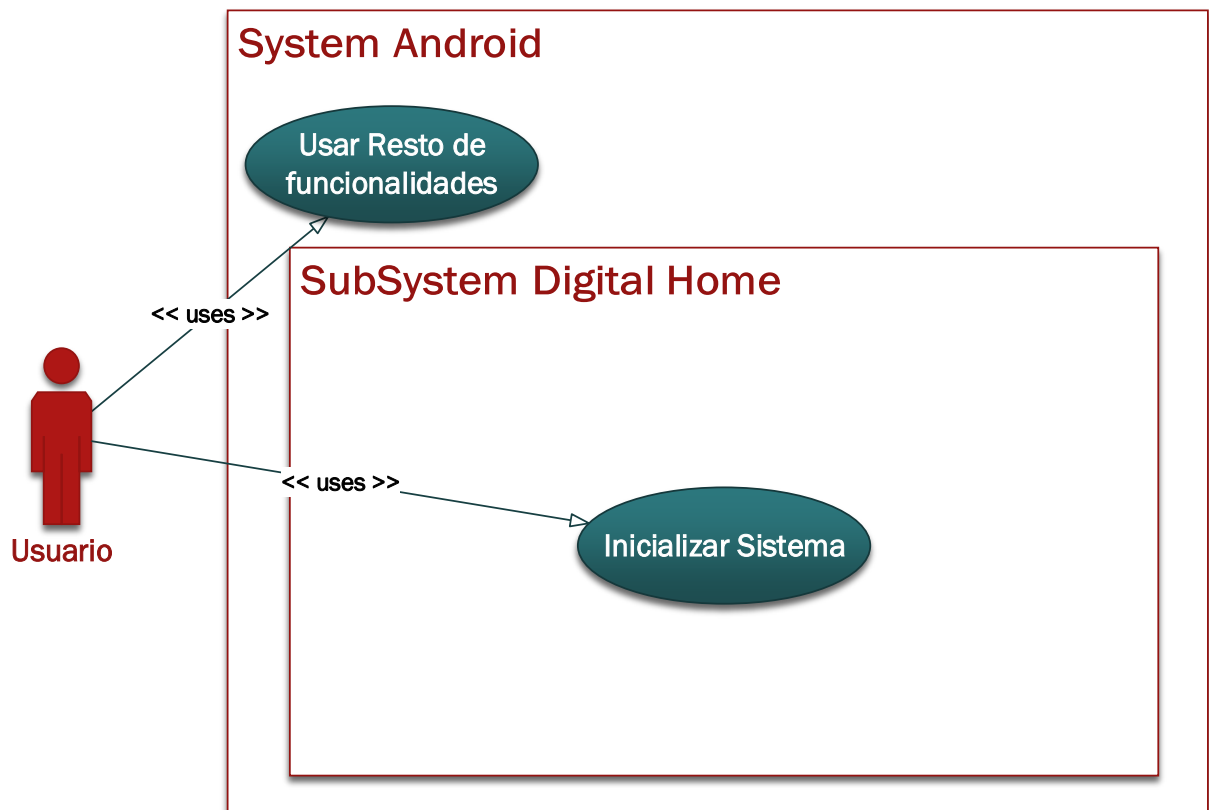 System Android
Usar Resto de
funcionalidades
SubSystem Digital Home
<< uses >>
<< uses >>
Inicializar Sistema
Usuario